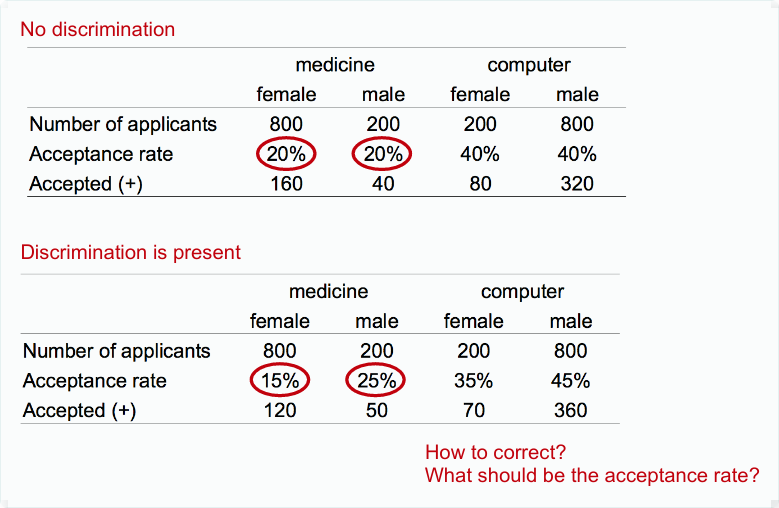 No discrimination
medicine computer
female male female male
Number of applicants 800 200 200 800
Acceptance rate 20% 20% 40% 40%
Accepted (+) 160 40 80 320
Discrimination is present
medicine computer
female male female male
Number of applicants 800 200 200 800
Acceptance rate 15% 25% 35% 45%
Accepted (+) 120 50 70 360
How to correct?
What should be the acceptance rate?